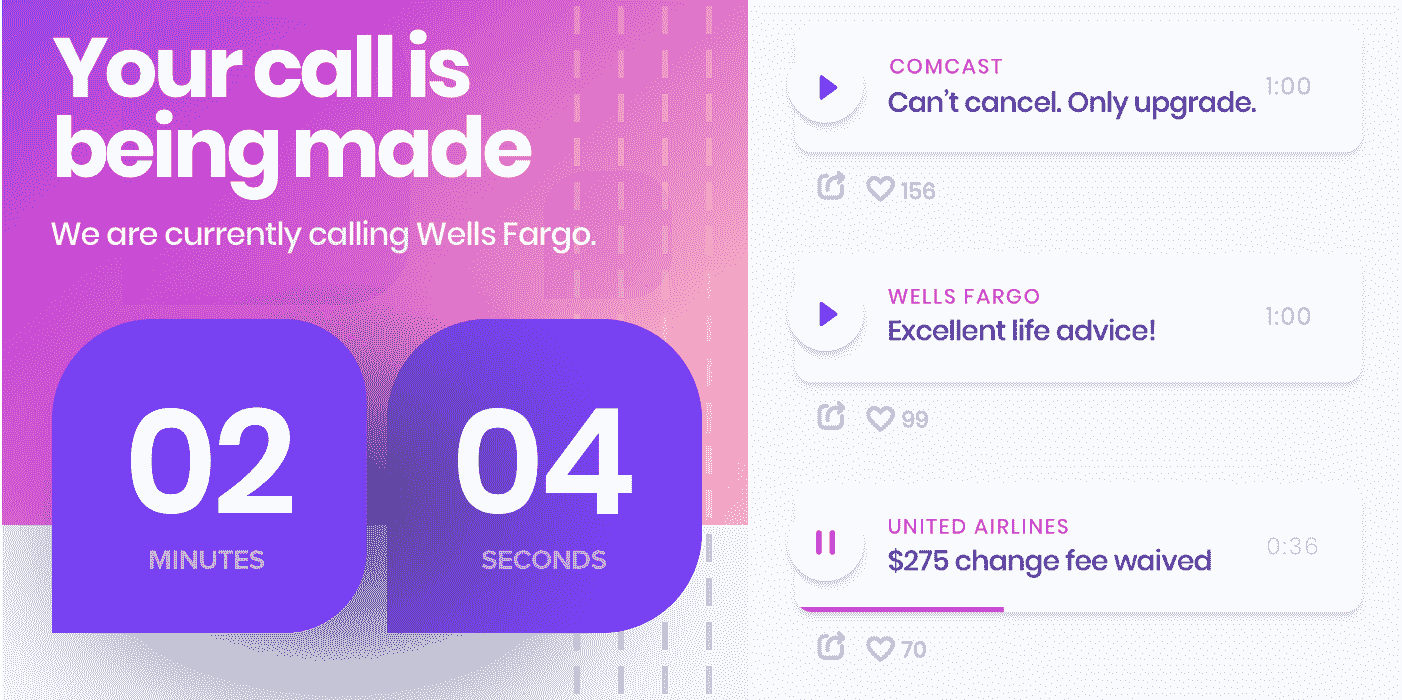 Your call is
being made
We are currently calling Wells Fargo.
02
MINUTES
04
SECONDS
COMCAST
Can’t cancel. Only upgrade.
1:00
156
WELLS FARGO
Excellent life advice!
1:00
99
UNITED AIRLINES
$275 change fee waived
0:36
70